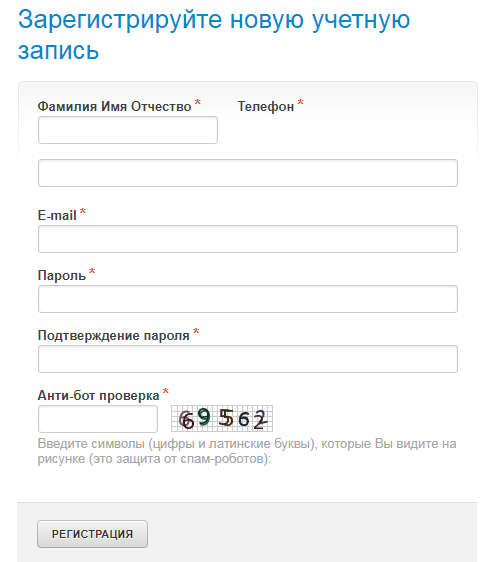 Зарегистрируйте новую учетную
запись
Фамилия Имя Отчество * Телефон *
E-mail *
Пароль *
Подтверждение пароля *
Анти-бот проверка *
69562
Введите символы (цифры и латинские буквы), которые Вы видите на
рисунке (это защита от спам-роботов):
РЕГИСТРАЦИЯ